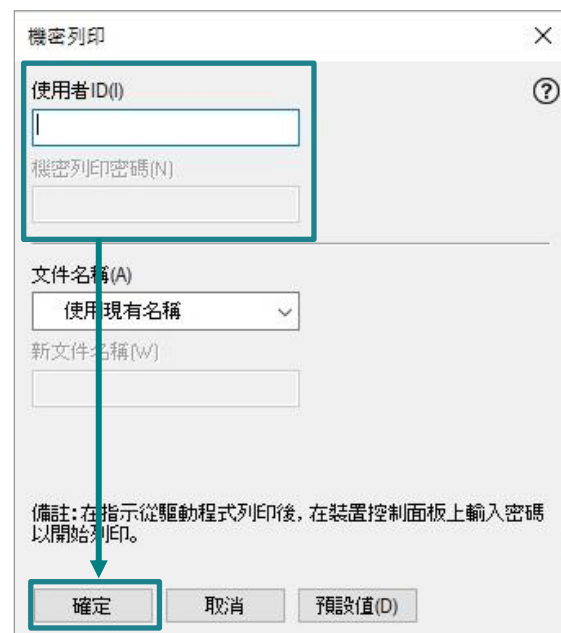 機密列印
使用者ID(I)
機密列印密碼(N)
文件名稱(A)
使用現有名稱
新文件名稱(W)
備註:在指示從驅動程式列印後,在裝置控制面板上輸入密碼
以開始列印。
確定 取消 預設值(D)